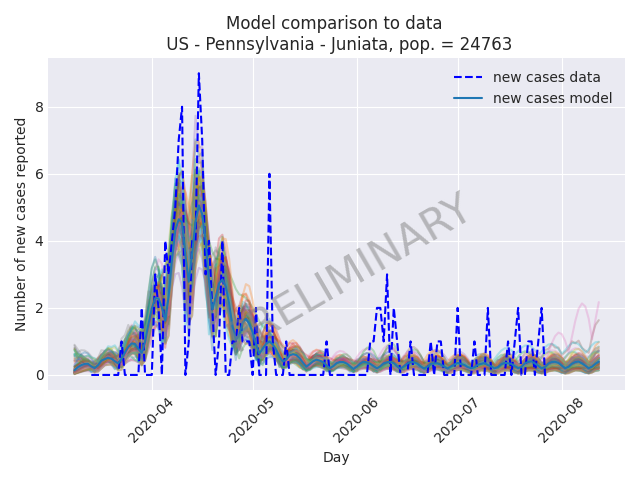 Model comparison to data
US - Pennsylvania - Juniata, pop. = 24763
new cases data
new cases model
PRELIMINARY
Number of new cases reported
8
6
4
2
0
2020-04
2020-05
2020-06
2020-07
2020-08
Day